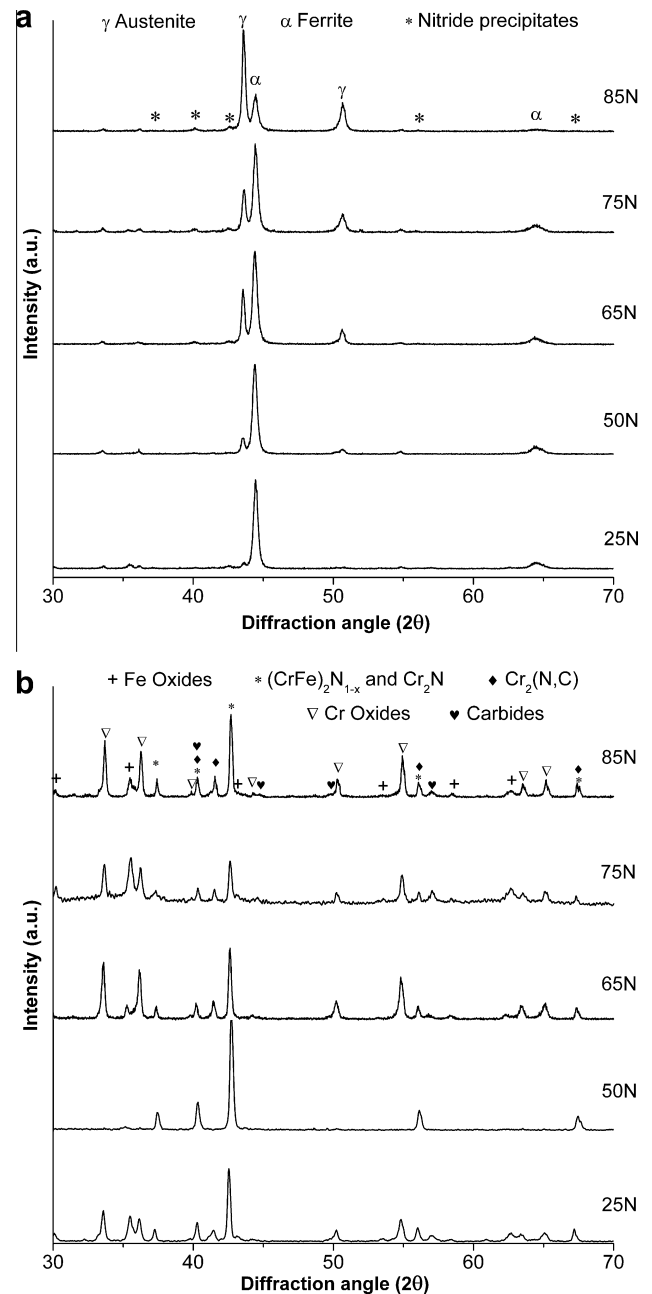 a
γ Austenite α Ferrite * Nitride precipitates
γ
α
γ
α
* * * * *
85N
75N
65N
50N
25N
Intensity (a.u.)
30 40 50 60 70
Diffraction angle (2θ)
b
+ Fe Oxides * (CrFe)2N1-x and Cr2N ♦ Cr2(N,C)
▽ Cr Oxides ♥ Carbides
85N
75N
65N
50N
25N
Intensity (a.u.)
30 40 50 60 70
Diffraction angle (2θ)